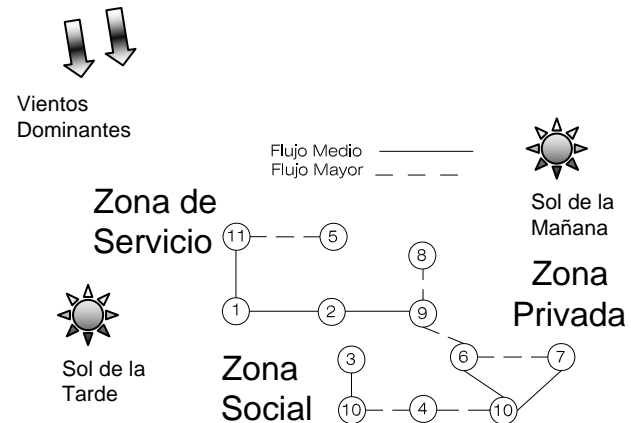 Vientos
Dominantes
Flujo Medio
Flujo Mayor
Sol de la
Mañana
Zona de
Servicio
11
5
8
Zona
Privada
1
2
9
Sol de la
Tarde
3
6
7
Zona
Social
10
4
10